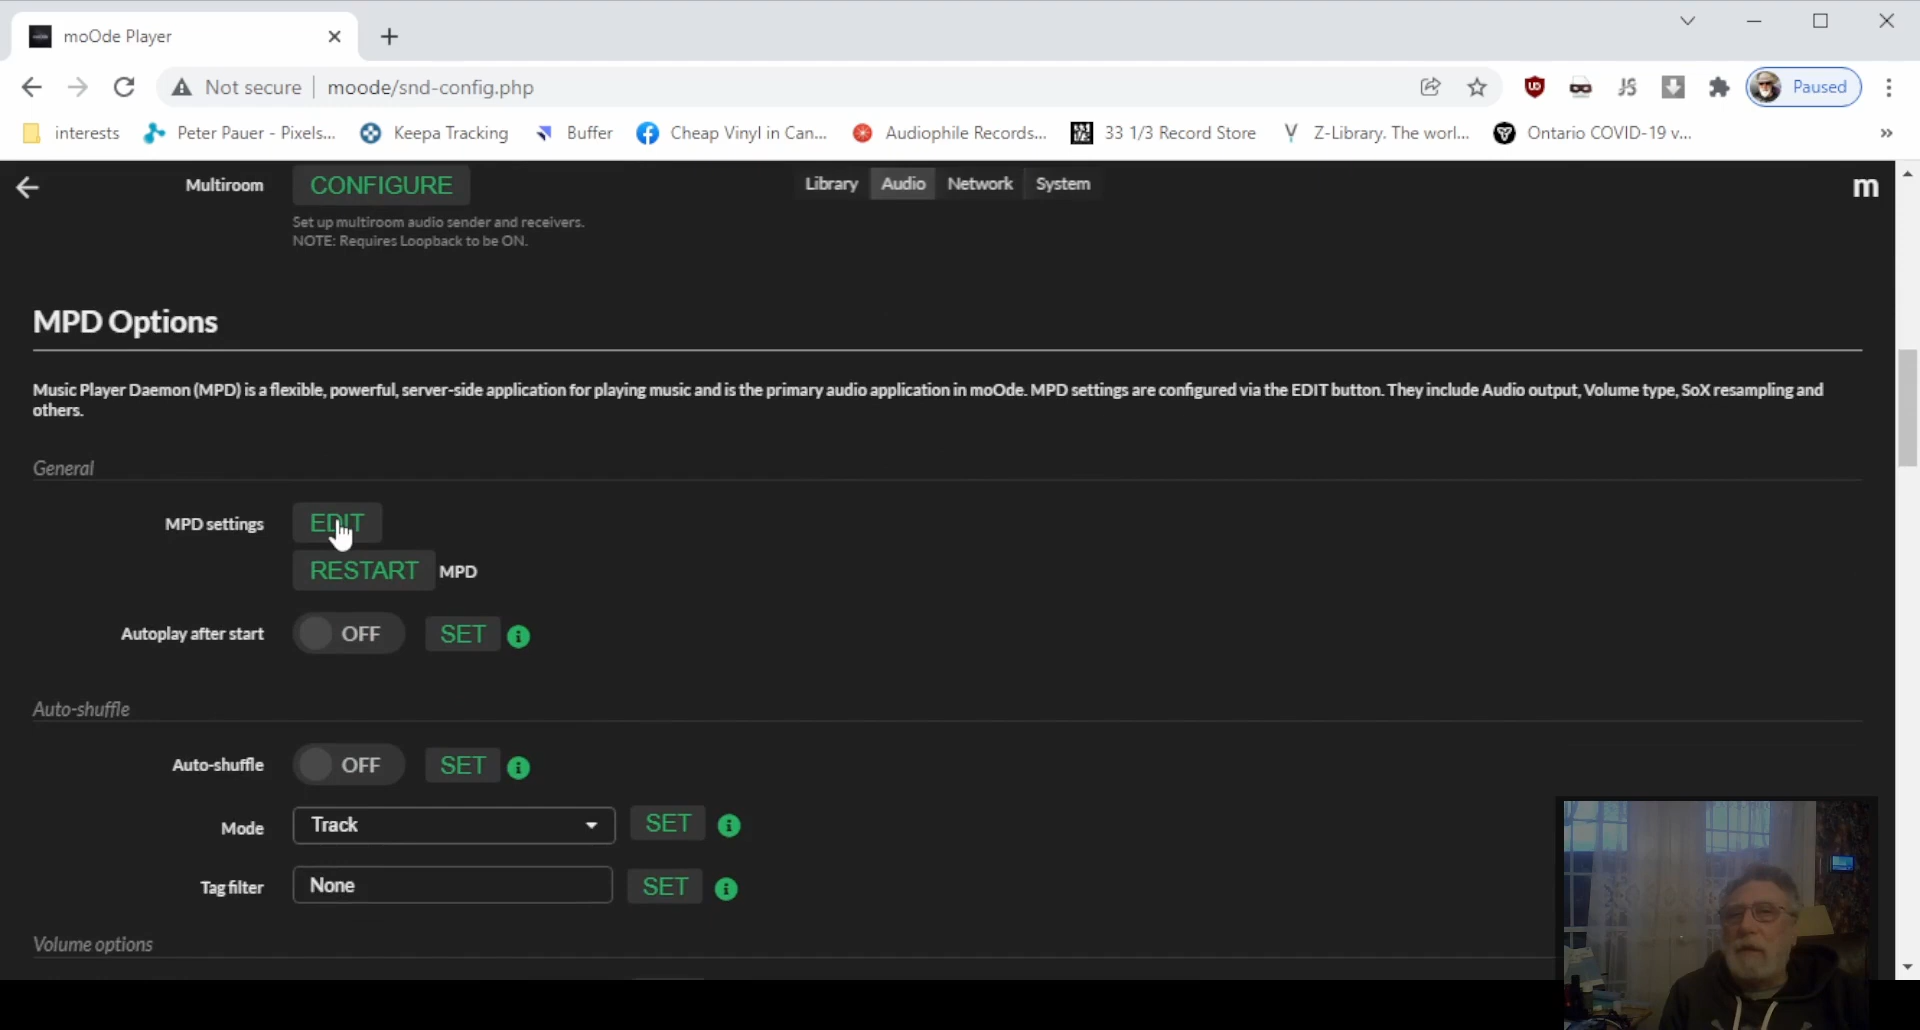 moOde Player
Not secure
moode/snd-config.php
Paused
interests
Peter Pauer - Pixels...
Keepa Tracking
Buffer
Cheap Vinyl in Can...
Audiophile Records...
33 1/3 Record Store
Z-Library. The worl...
Ontario COVID-19 v...
»
Multiroom
CONFIGURE
Library
Audio
Network
System
m
Set up multiroom audio sender and receivers.
NOTE: Requires Loopback to be ON.
MPD Options
Music Player Daemon (MPD) is a flexible, powerful, server-side application for playing music and is the primary audio application in moOde. MPD settings are configured via the EDIT button. They include Audio output, Volume type, SoX resampling and
others.
General
MPD settings
EDIT
RESTART MPD
Autoplay after start
OFF
SET
Auto-shuffle
Auto-shuffle
OFF
SET
Mode
Track
SET
Tag filter
None
SET
Volume options